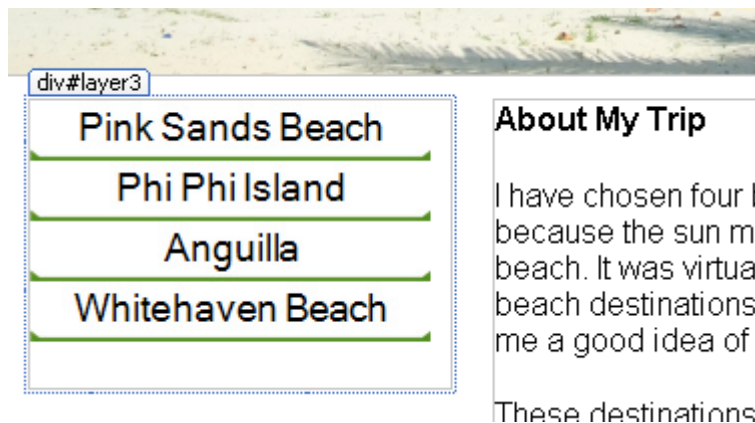 div#layer3
Pink Sands Beach
Phi Phi Island
Anguilla
Whitehaven Beach
About My Trip
I have chosen four
because the sun
beach. It was
beach destinations
me a good idea of
These destinations